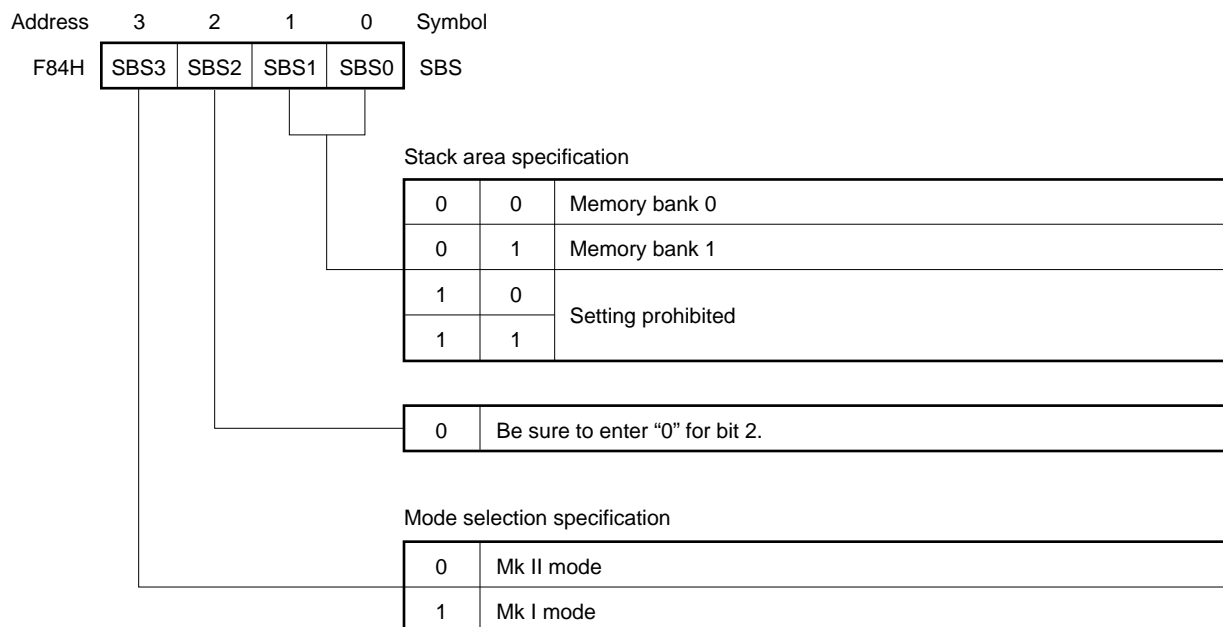 Address 3 2 1 0 Symbol
F84H SBS3 SBS2 SBS1 SBS0 SBS
Stack area specification
0 0 Memory bank 0
0 1 Memory bank 1
1 0
Setting prohibited
1 1
0 Be sure to enter “0” for bit 2.
Mode selection specification
0 Mk II mode
1 Mk I mode